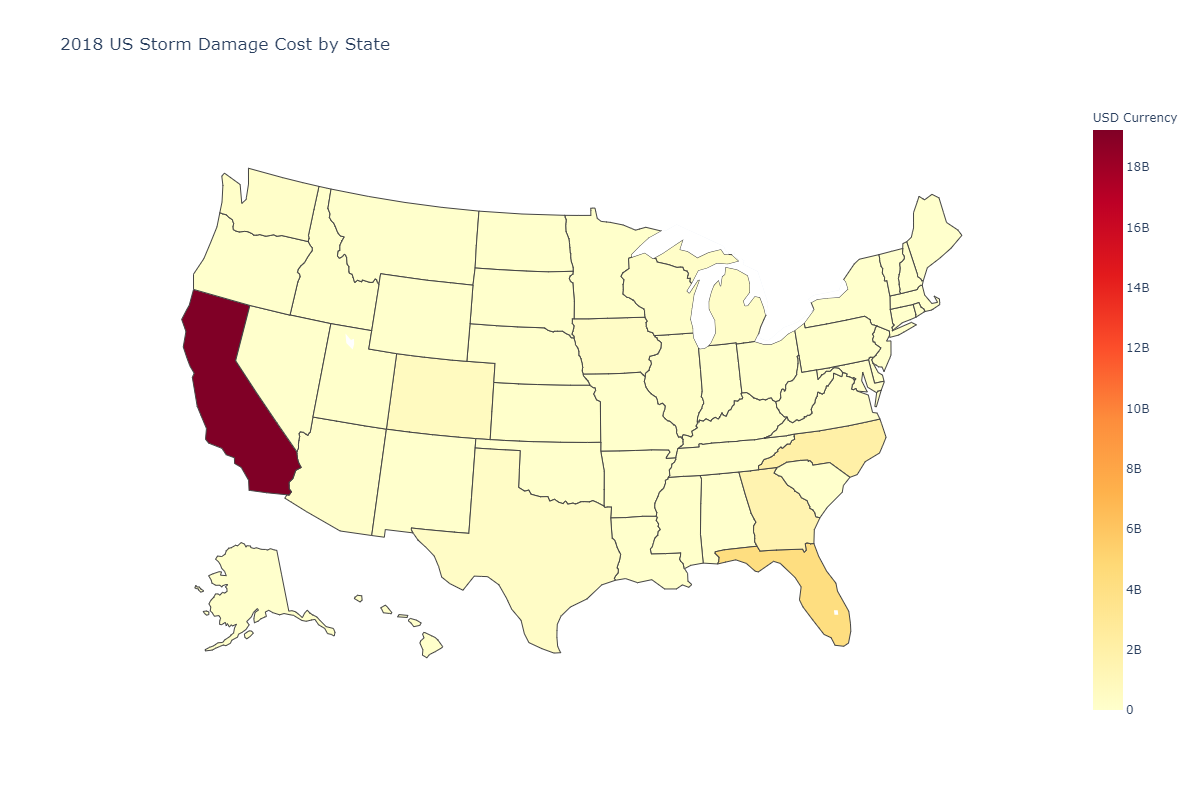 2018 US Storm Damage Cost by State
USD Currency
18B
16B
14B
12B
10B
8B
6B
4B
2B
0